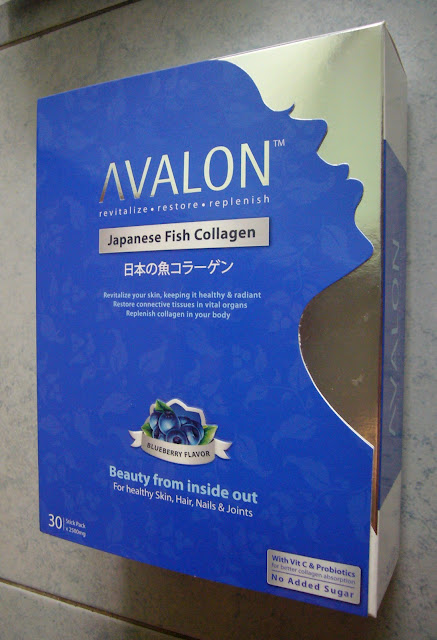 AVALON™
revitalize • restore • replenish
Japanese Fish Collagen
日本の魚コラーゲン
Revitalize your skin, keeping it healthy & radiant
Restore connective tissues in vital organs
Replenish collagen in your body
BLUEBERRY FLAVOR
Beauty from inside out
For healthy Skin, Hair, Nails & Joints
30 Stick Pack
x 2500mg
With Vit C & Probiotics
for better collagen absorption
No Added Sugar
AVALON